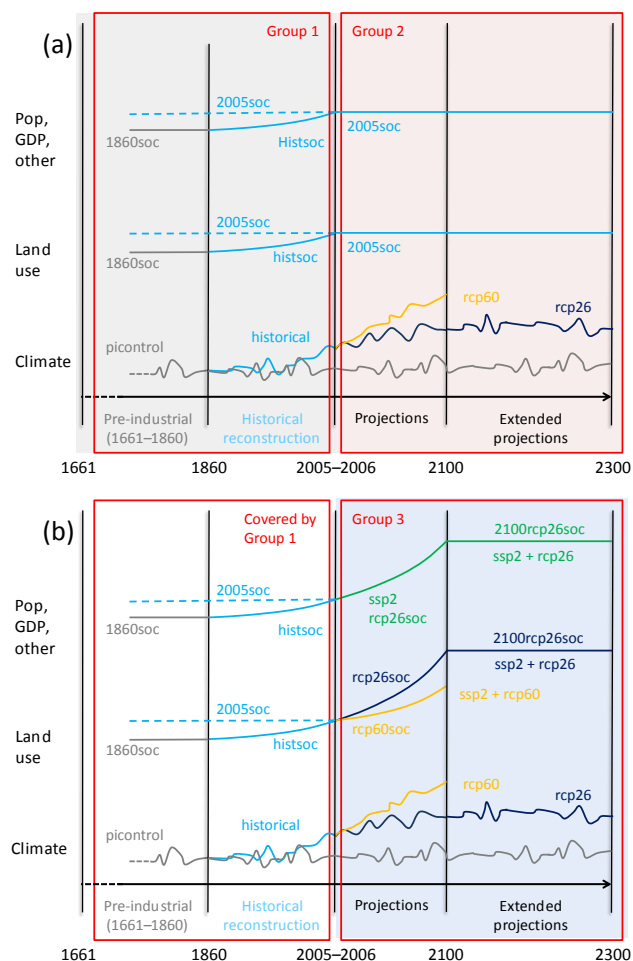 (a)
Group 1
Group 2
Pop,
GDP,
other
2005soc
1860soc
Histsoc
2005soc
Land
use
2005soc
1860soc
histsoc
2005soc
Climate
picontrol
historical
rcp60
rcp26
Pre-industrial
(1661–1860)
Historical
reconstruction
Projections
Extended
projections
1661
1860
2005–2006
2100
2300
(b)
Covered by
Group 1
Group 3
Pop,
GDP,
other
2005soc
1860soc
histsoc
ssp2
rcp26soc
2100rcp26soc
ssp2 + rcp26
Land
use
2005soc
1860soc
histsoc
rcp26soc
rcp60soc
2100rcp26soc
ssp2 + rcp26
ssp2 + rcp60
Climate
picontrol
historical
rcp60
rcp26
Pre-industrial
(1661–1860)
Historical
reconstruction
Projections
Extended
projections
1661
1860
2005–2006
2100
2300